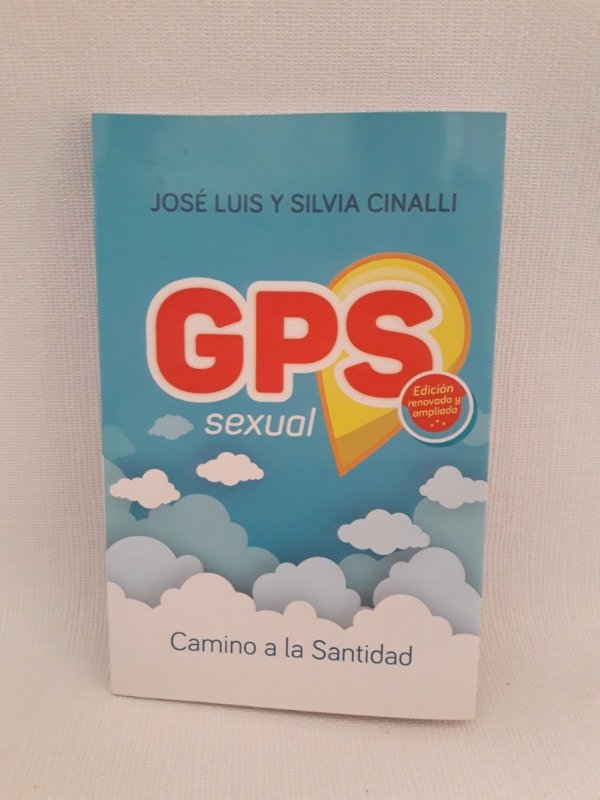 JOSÉ LUIS Y SILVIA CINALLI
GPS
sexual
Edición
renovada y
ampliada
Camino a la Santidad